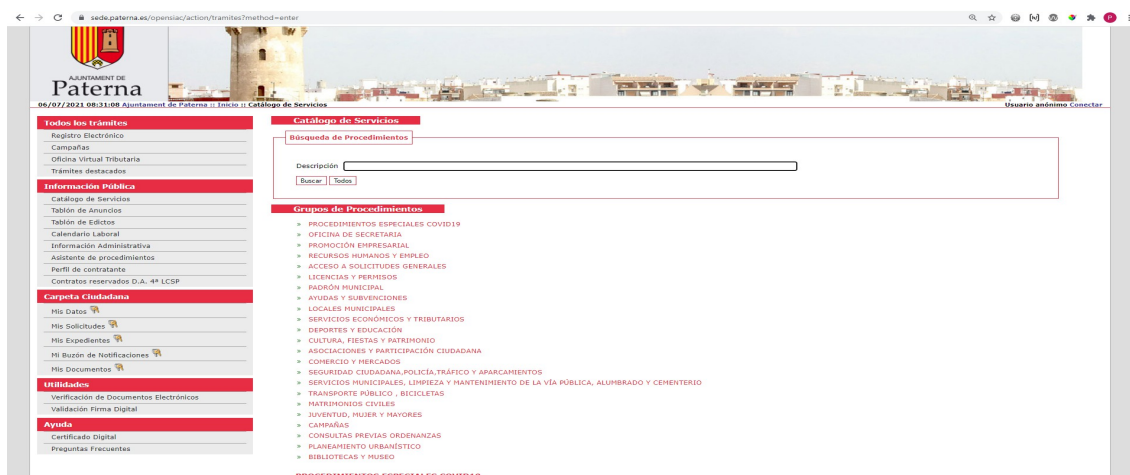 sede.paterna.es/opensiac/action/tramites?method=enter
AJUNTAMENT DE
Paterna
06/07/2021 08:31:08 Ajuntament de Paterna :: Inicio :: Catálogo de Servicios
Usuario anónimo Conectar
Todos los trámites
Registro Electrónico
Campañas
Oficina Virtual Tributaria
Trámites destacados
Información Pública
Catálogo de Servicios
Tablón de Anuncios
Tablón de Edictos
Calendario Laboral
Información Administrativa
Asistente de procedimientos
Perfil de contratante
Contratos reservados D.A. 4ª LCSP
Carpeta Ciudadana
Mis Datos
Mis Solicitudes
Mis Expedientes
Mi Buzón de Notificaciones
Mis Documentos
Utilidades
Verificación de Documentos Electrónicos
Validación Firma Digital
Ayuda
Certificado Digital
Preguntas Frecuentes
Catálogo de Servicios
Búsqueda de Procedimientos
Descripción
Buscar Todos
Grupos de Procedimientos
» PROCEDIMIENTOS ESPECIALES COVID19
» OFICINA DE SECRETARIA
» PROMOCIÓN EMPRESARIAL
» RECURSOS HUMANOS Y EMPLEO
» ACCESO A SOLICITUDES GENERALES
» LICENCIAS Y PERMISOS
» PADRÓN MUNICIPAL
» AYUDAS Y SUBVENCIONES
» LOCALES MUNICIPALES
» SERVICIOS ECONÓMICOS Y TRIBUTARIOS
» DEPORTES Y EDUCACIÓN
» CULTURA, FIESTAS Y PATRIMONIO
» ASOCIACIONES Y PARTICIPACIÓN CIUDADANA
» COMERCIO Y MERCADOS
» SEGURIDAD CIUDADANA,POLICÍA,TRÁFICO Y APARCAMIENTOS
» SERVICIOS MUNICIPALES, LIMPIEZA Y MANTENIMIENTO DE LA VÍA PÚBLICA, ALUMBRADO Y CEMENTERIO
» TRANSPORTE PÚBLICO , BICICLETAS
» MATRIMONIOS CIVILES
» JUVENTUD, MUJER Y MAYORES
» CAMPAÑAS
» CONSULTAS PREVIAS ORDENANZAS
» PLANEAMIENTO URBANÍSTICO
» BIBLIOTECAS Y MUSEO
PROCEDIMIENTOS ESPECIALES COVID19